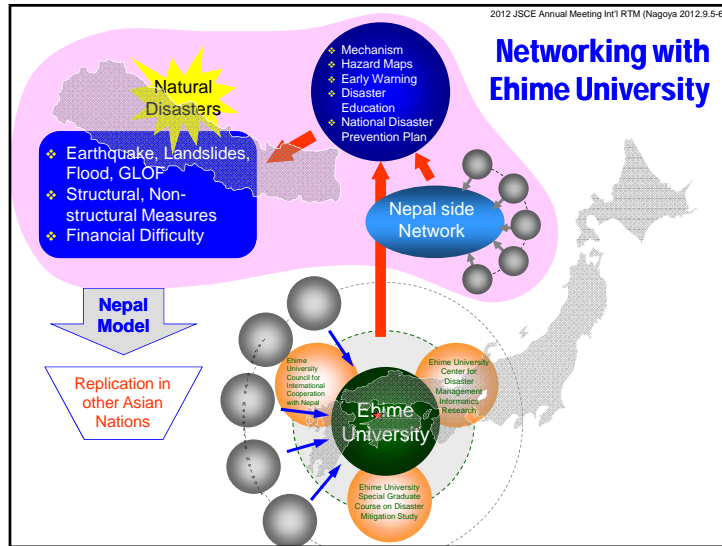 2012 JSCE Annual Meeting Int'l RTM (Nagoya 2012.9.5-6
Networking with
Ehime University
Natural
Disasters
❖ Mechanism
❖ Hazard Maps
❖ Early Warning
❖ Disaster
Education
❖ National Disaster
Prevention Plan
❖ Earthquake, Landslides,
Flood, GLOF
❖ Structural, Non-
structural Measures
❖ Financial Difficulty
Nepal side
Network
Nepal
Model
Replication in
other Asian
Nations
Ehime
University
Council for
International
Cooperation
with Nepal
Ehime University
Center for
Disaster
Management
Informatics
Research
Ehime
University
Ehime University
Special Graduate
Course on Disaster
Mitigation Study